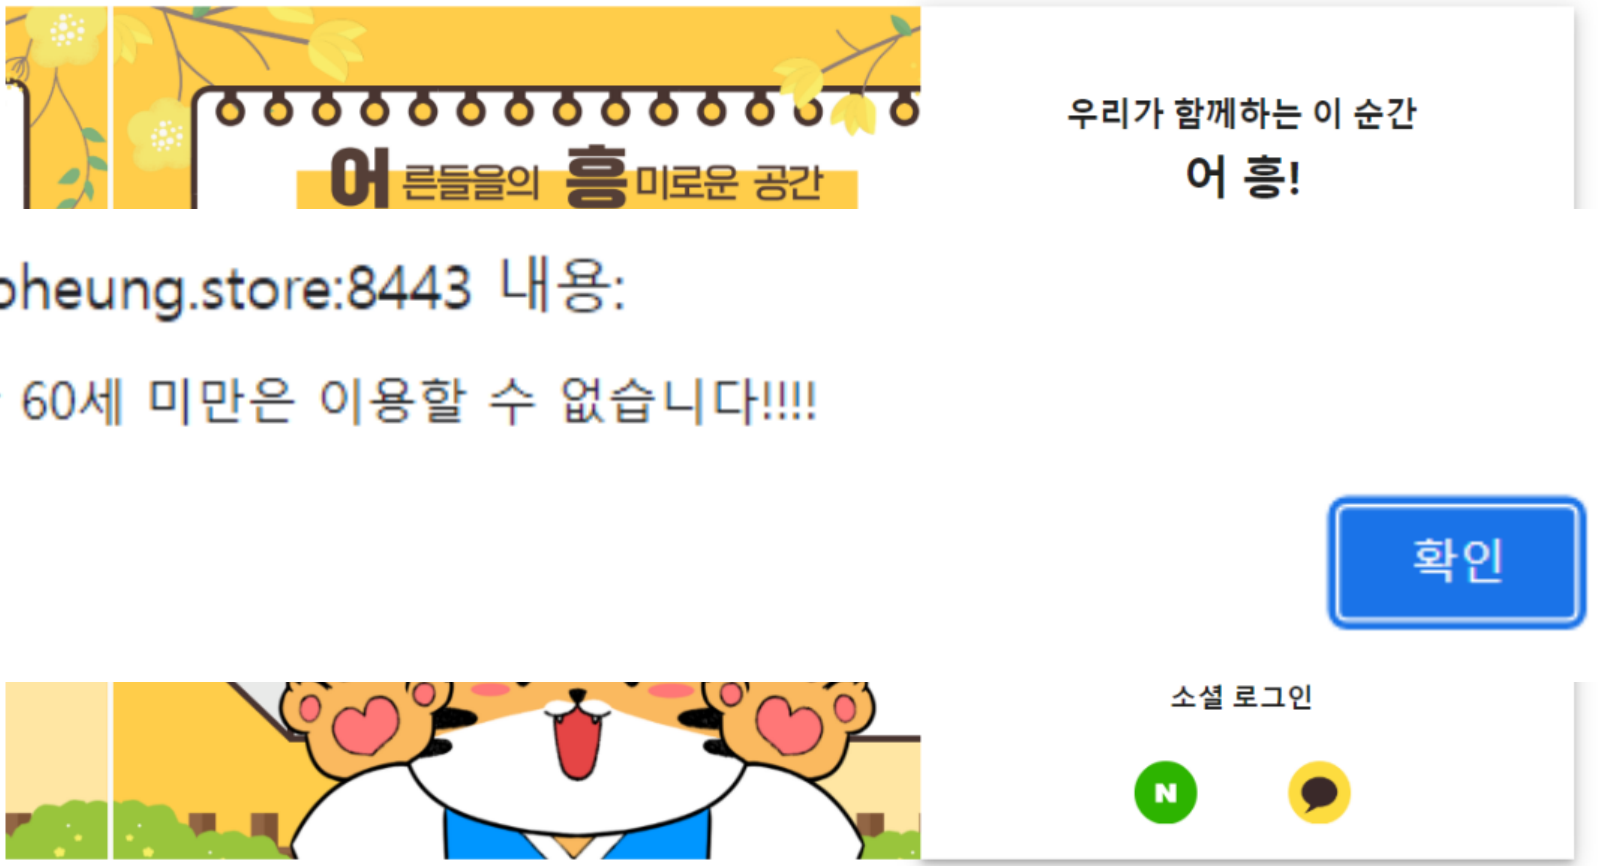 어른들을의 흥미로운 공간
우리가 함께하는 이 순간
어 흥!
oheung.store:8443 내용:
60세 미만은 이용할 수 없습니다!!!!
확인
소셜 로그인
N